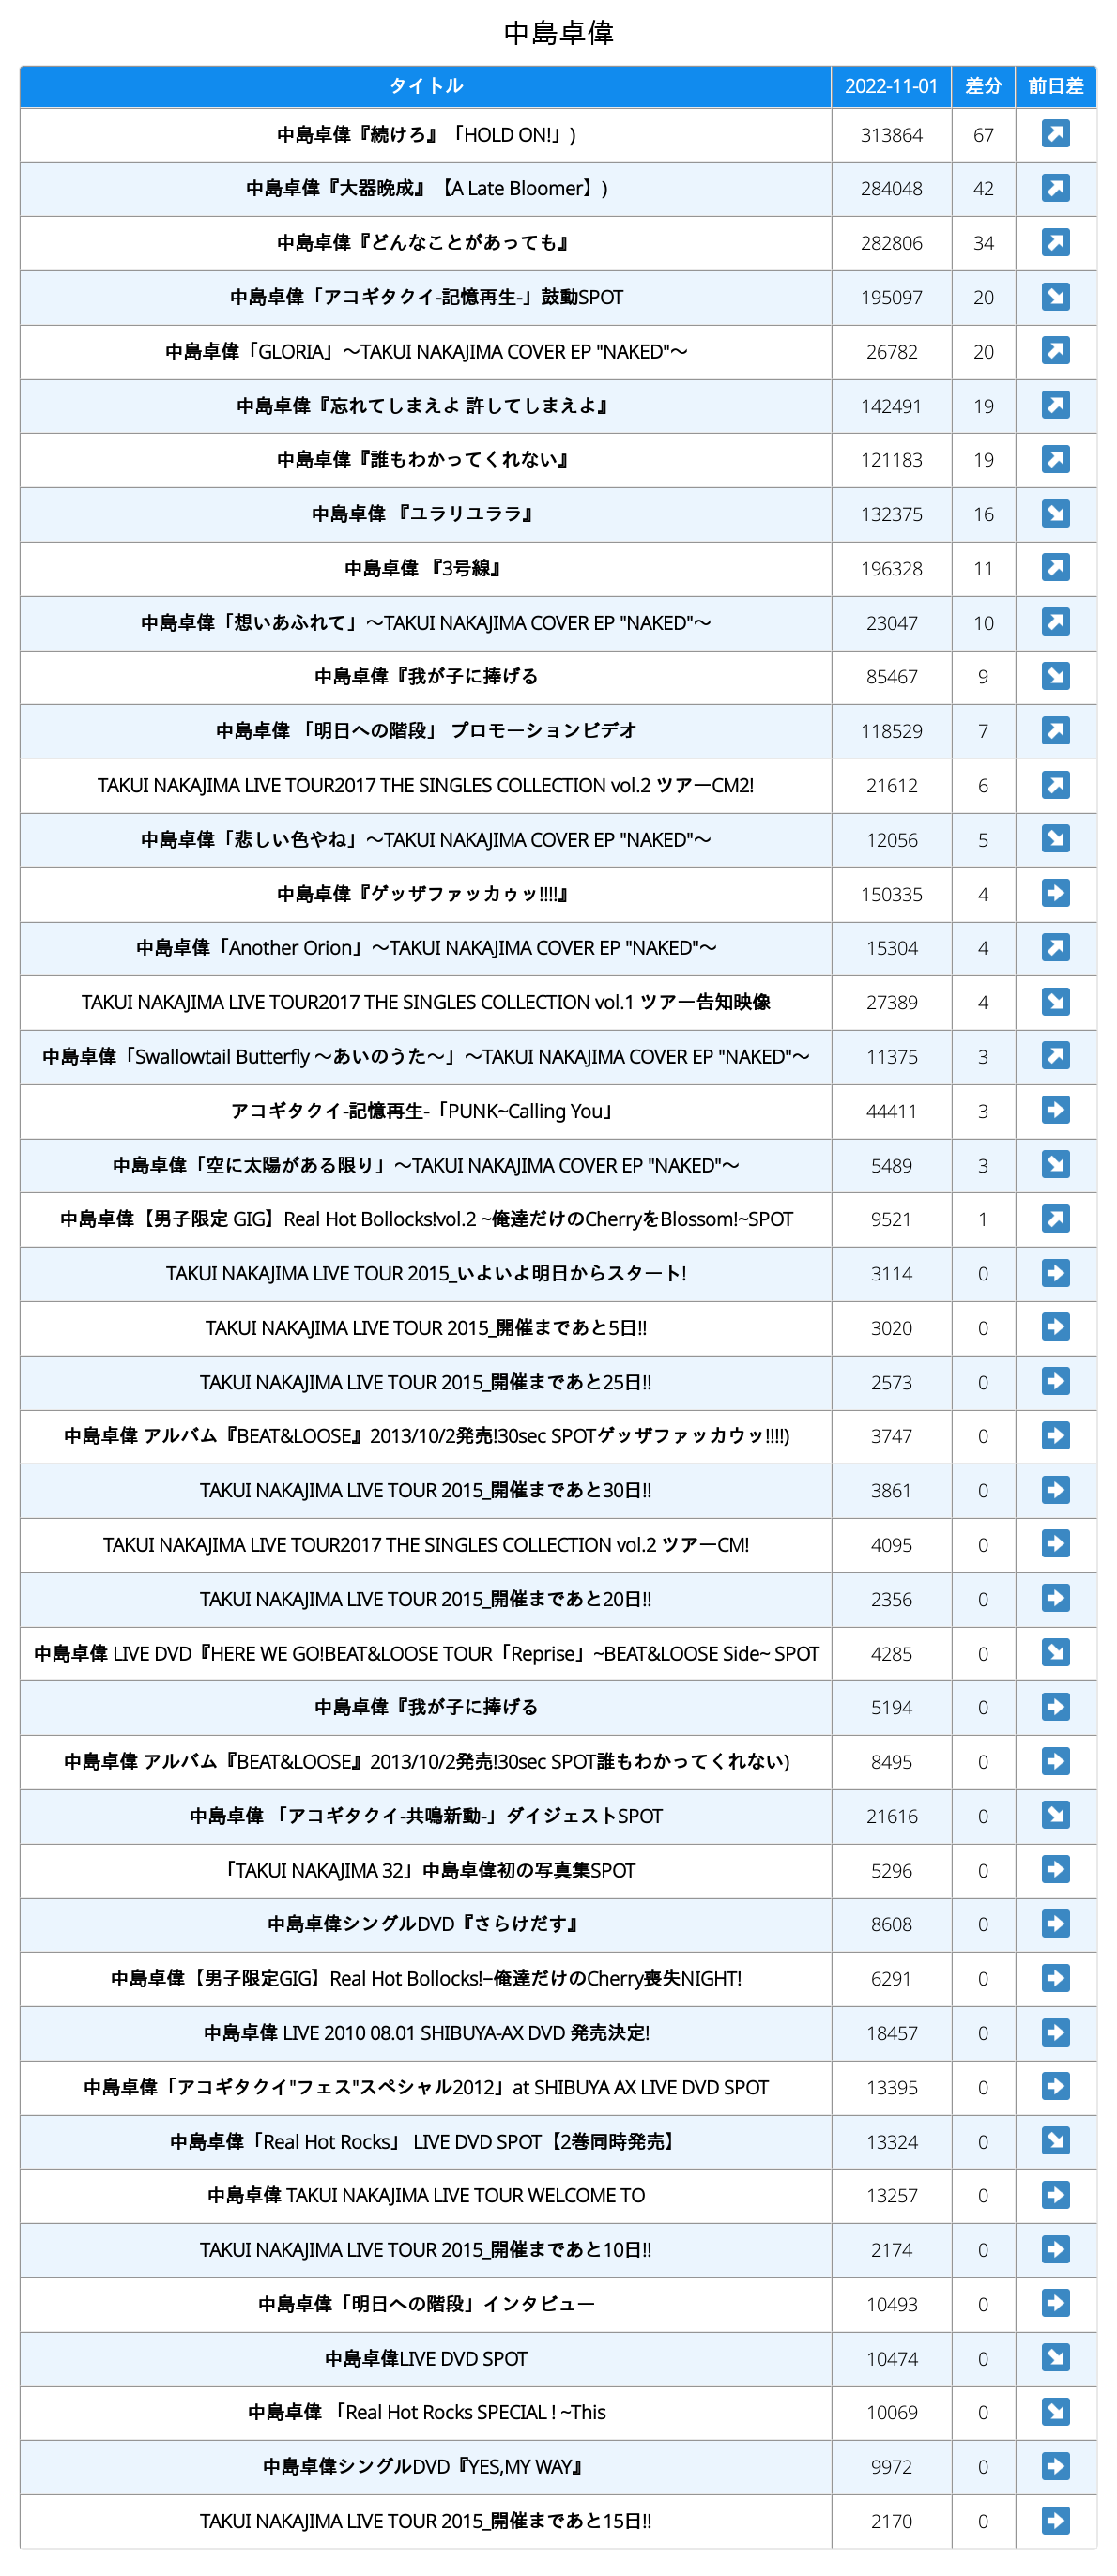 中島卓偉
タイトル 2022-11-01 差分 前日差
中島卓偉『続けろ』「HOLD ON!」) 313864 67 ↗
中島卓偉『大器晩成』【A Late Bloomer】) 284048 42 ↗
中島卓偉『どんなことがあっても』 282806 34 ↗
中島卓偉「アコギタクイ-記憶再生-」鼓動SPOT 195097 20 ↘
中島卓偉「GLORIA」〜TAKUI NAKAJIMA COVER EP "NAKED"〜 26782 20 ↗
中島卓偉『忘れてしまえよ 許してしまえよ』 142491 19 ↗
中島卓偉『誰もわかってくれない』 121183 19 ↗
中島卓偉 『ユラリユララ』 132375 16 ↘
中島卓偉 『3号線』 196328 11 ↗
中島卓偉「想いあふれて」〜TAKUI NAKAJIMA COVER EP "NAKED"〜 23047 10 ↗
中島卓偉『我が子に捧げる 85467 9 ↘
中島卓偉 「明日への階段」 プロモーションビデオ 118529 7 ↗
TAKUI NAKAJIMA LIVE TOUR2017 THE SINGLES COLLECTION vol.2 ツアーCM2! 21612 6 ↗
中島卓偉「悲しい色やね」〜TAKUI NAKAJIMA COVER EP "NAKED"〜 12056 5 ↘
中島卓偉『ゲッザファッカゥッ!!!!』 150335 4 ➡
中島卓偉「Another Orion」〜TAKUI NAKAJIMA COVER EP "NAKED"〜 15304 4 ↗
TAKUI NAKAJIMA LIVE TOUR2017 THE SINGLES COLLECTION vol.1 ツアー告知映像 27389 4 ↘
中島卓偉「Swallowtail Butterfly 〜あいのうた〜」〜TAKUI NAKAJIMA COVER EP "NAKED"〜 11375 3 ↗
アコギタクイ-記憶再生-「PUNK~Calling You」 44411 3 ➡
中島卓偉「空に太陽がある限り」〜TAKUI NAKAJIMA COVER EP "NAKED"〜 5489 3 ↘
中島卓偉【男子限定 GIG】Real Hot Bollocks!vol.2 ~俺達だけのCherryをBlossom!~SPOT 9521 1 ↗
TAKUI NAKAJIMA LIVE TOUR 2015_いよいよ明日からスタート! 3114 0 ➡
TAKUI NAKAJIMA LIVE TOUR 2015_開催まであと5日!! 3020 0 ➡
TAKUI NAKAJIMA LIVE TOUR 2015_開催まであと25日!! 2573 0 ➡
中島卓偉 アルバム『BEAT&LOOSE』2013/10/2発売!30sec SPOTゲッザファッカウッ!!!!) 3747 0 ➡
TAKUI NAKAJIMA LIVE TOUR 2015_開催まであと30日!! 3861 0 ➡
TAKUI NAKAJIMA LIVE TOUR2017 THE SINGLES COLLECTION vol.2 ツアーCM! 4095 0 ➡
TAKUI NAKAJIMA LIVE TOUR 2015_開催まであと20日!! 2356 0 ➡
中島卓偉 LIVE DVD『HERE WE GO!BEAT&LOOSE TOUR「Reprise」~BEAT&LOOSE Side~ SPOT 4285 0 ↘
中島卓偉『我が子に捧げる 5194 0 ➡
中島卓偉 アルバム『BEAT&LOOSE』2013/10/2発売!30sec SPOT誰もわかってくれない) 8495 0 ➡
中島卓偉 「アコギタクイ-共鳴新動-」ダイジェストSPOT 21616 0 ↘
「TAKUI NAKAJIMA 32」中島卓偉初の写真集SPOT 5296 0 ➡
中島卓偉シングルDVD『さらけだす』 8608 0 ➡
中島卓偉【男子限定GIG】Real Hot Bollocks!–俺達だけのCherry喪失NIGHT! 6291 0 ➡
中島卓偉 LIVE 2010 08.01 SHIBUYA-AX DVD 発売決定! 18457 0 ➡
中島卓偉「アコギタクイ"フェス"スペシャル2012」at SHIBUYA AX LIVE DVD SPOT 13395 0 ➡
中島卓偉「Real Hot Rocks」 LIVE DVD SPOT【2巻同時発売】 13324 0 ↘
中島卓偉 TAKUI NAKAJIMA LIVE TOUR WELCOME TO 13257 0 ➡
TAKUI NAKAJIMA LIVE TOUR 2015_開催まであと10日!! 2174 0 ➡
中島卓偉「明日への階段」インタビュー 10493 0 ➡
中島卓偉LIVE DVD SPOT 10474 0 ↘
中島卓偉 「Real Hot Rocks SPECIAL ! ~This 10069 0 ↘
中島卓偉シングルDVD『YES,MY WAY』 9972 0 ➡
TAKUI NAKAJIMA LIVE TOUR 2015_開催まであと15日!! 2170 0 ➡